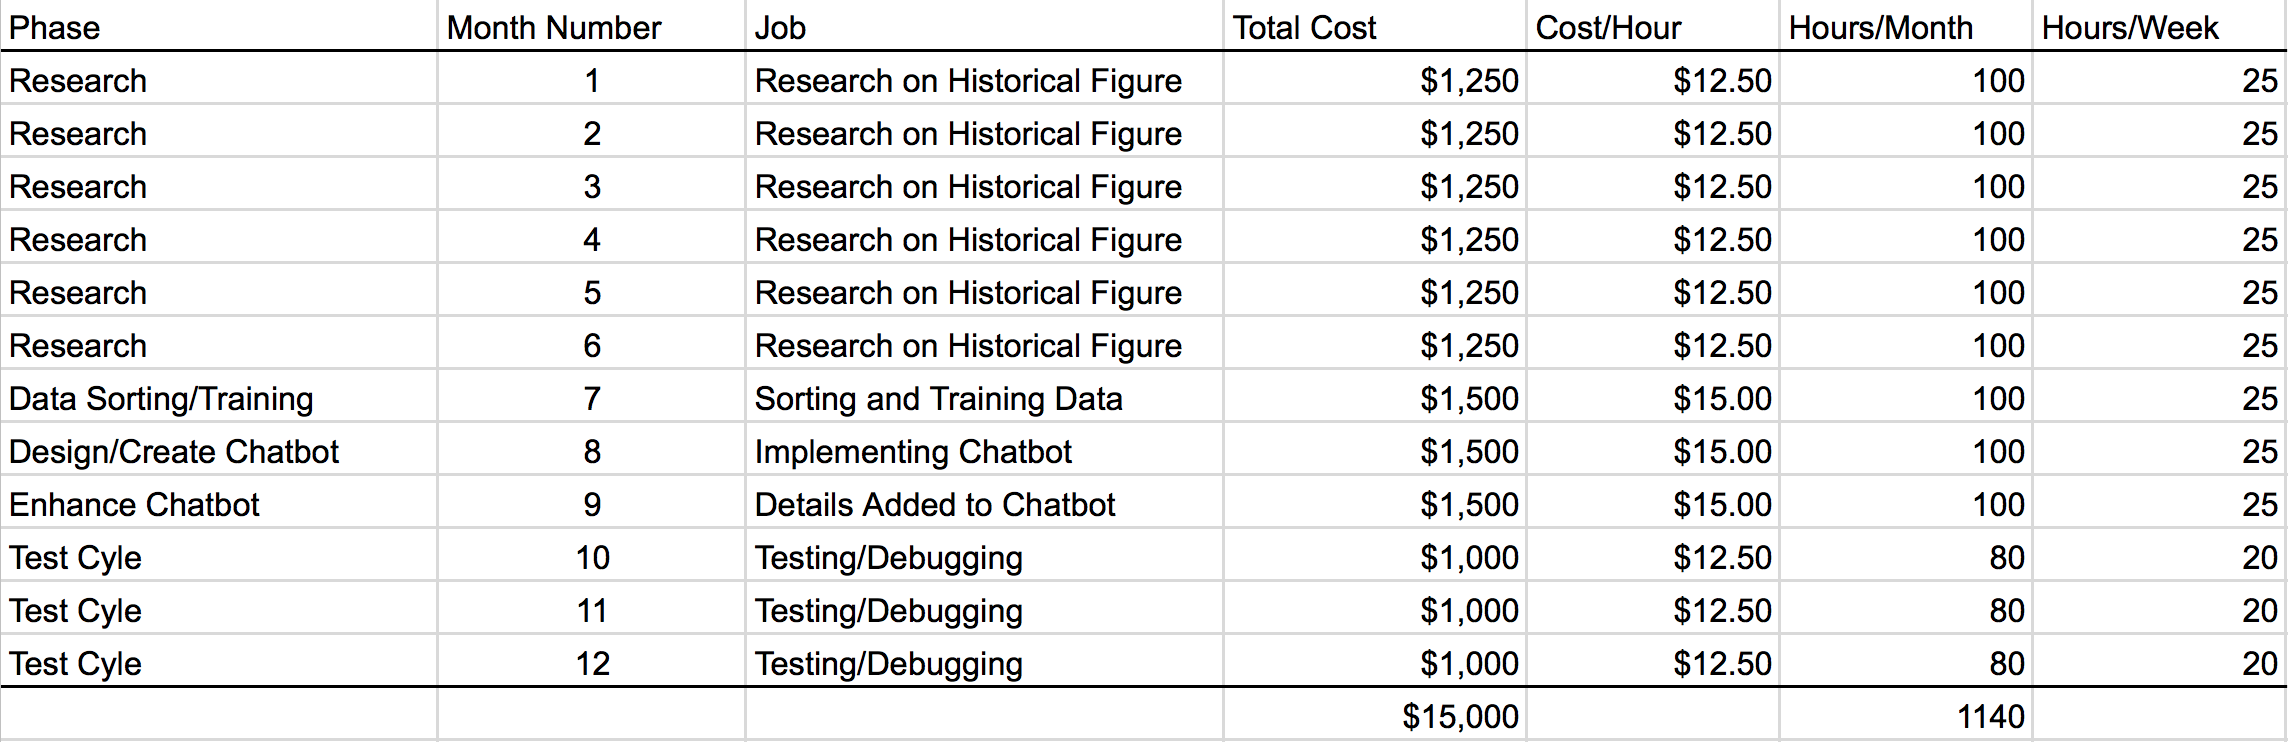 Phase Month Number Job Total Cost Cost/Hour Hours/Month Hours/Week
Research 1 Research on Historical Figure $1,250 $12.50 100 25
Research 2 Research on Historical Figure $1,250 $12.50 100 25
Research 3 Research on Historical Figure $1,250 $12.50 100 25
Research 4 Research on Historical Figure $1,250 $12.50 100 25
Research 5 Research on Historical Figure $1,250 $12.50 100 25
Research 6 Research on Historical Figure $1,250 $12.50 100 25
Data Sorting/Training 7 Sorting and Training Data $1,500 $15.00 100 25
Design/Create Chatbot 8 Implementing Chatbot $1,500 $15.00 100 25
Enhance Chatbot 9 Details Added to Chatbot $1,500 $15.00 100 25
Test Cyle 10 Testing/Debugging $1,000 $12.50 80 20
Test Cyle 11 Testing/Debugging $1,000 $12.50 80 20
Test Cyle 12 Testing/Debugging $1,000 $12.50 80 20
$15,000 1140